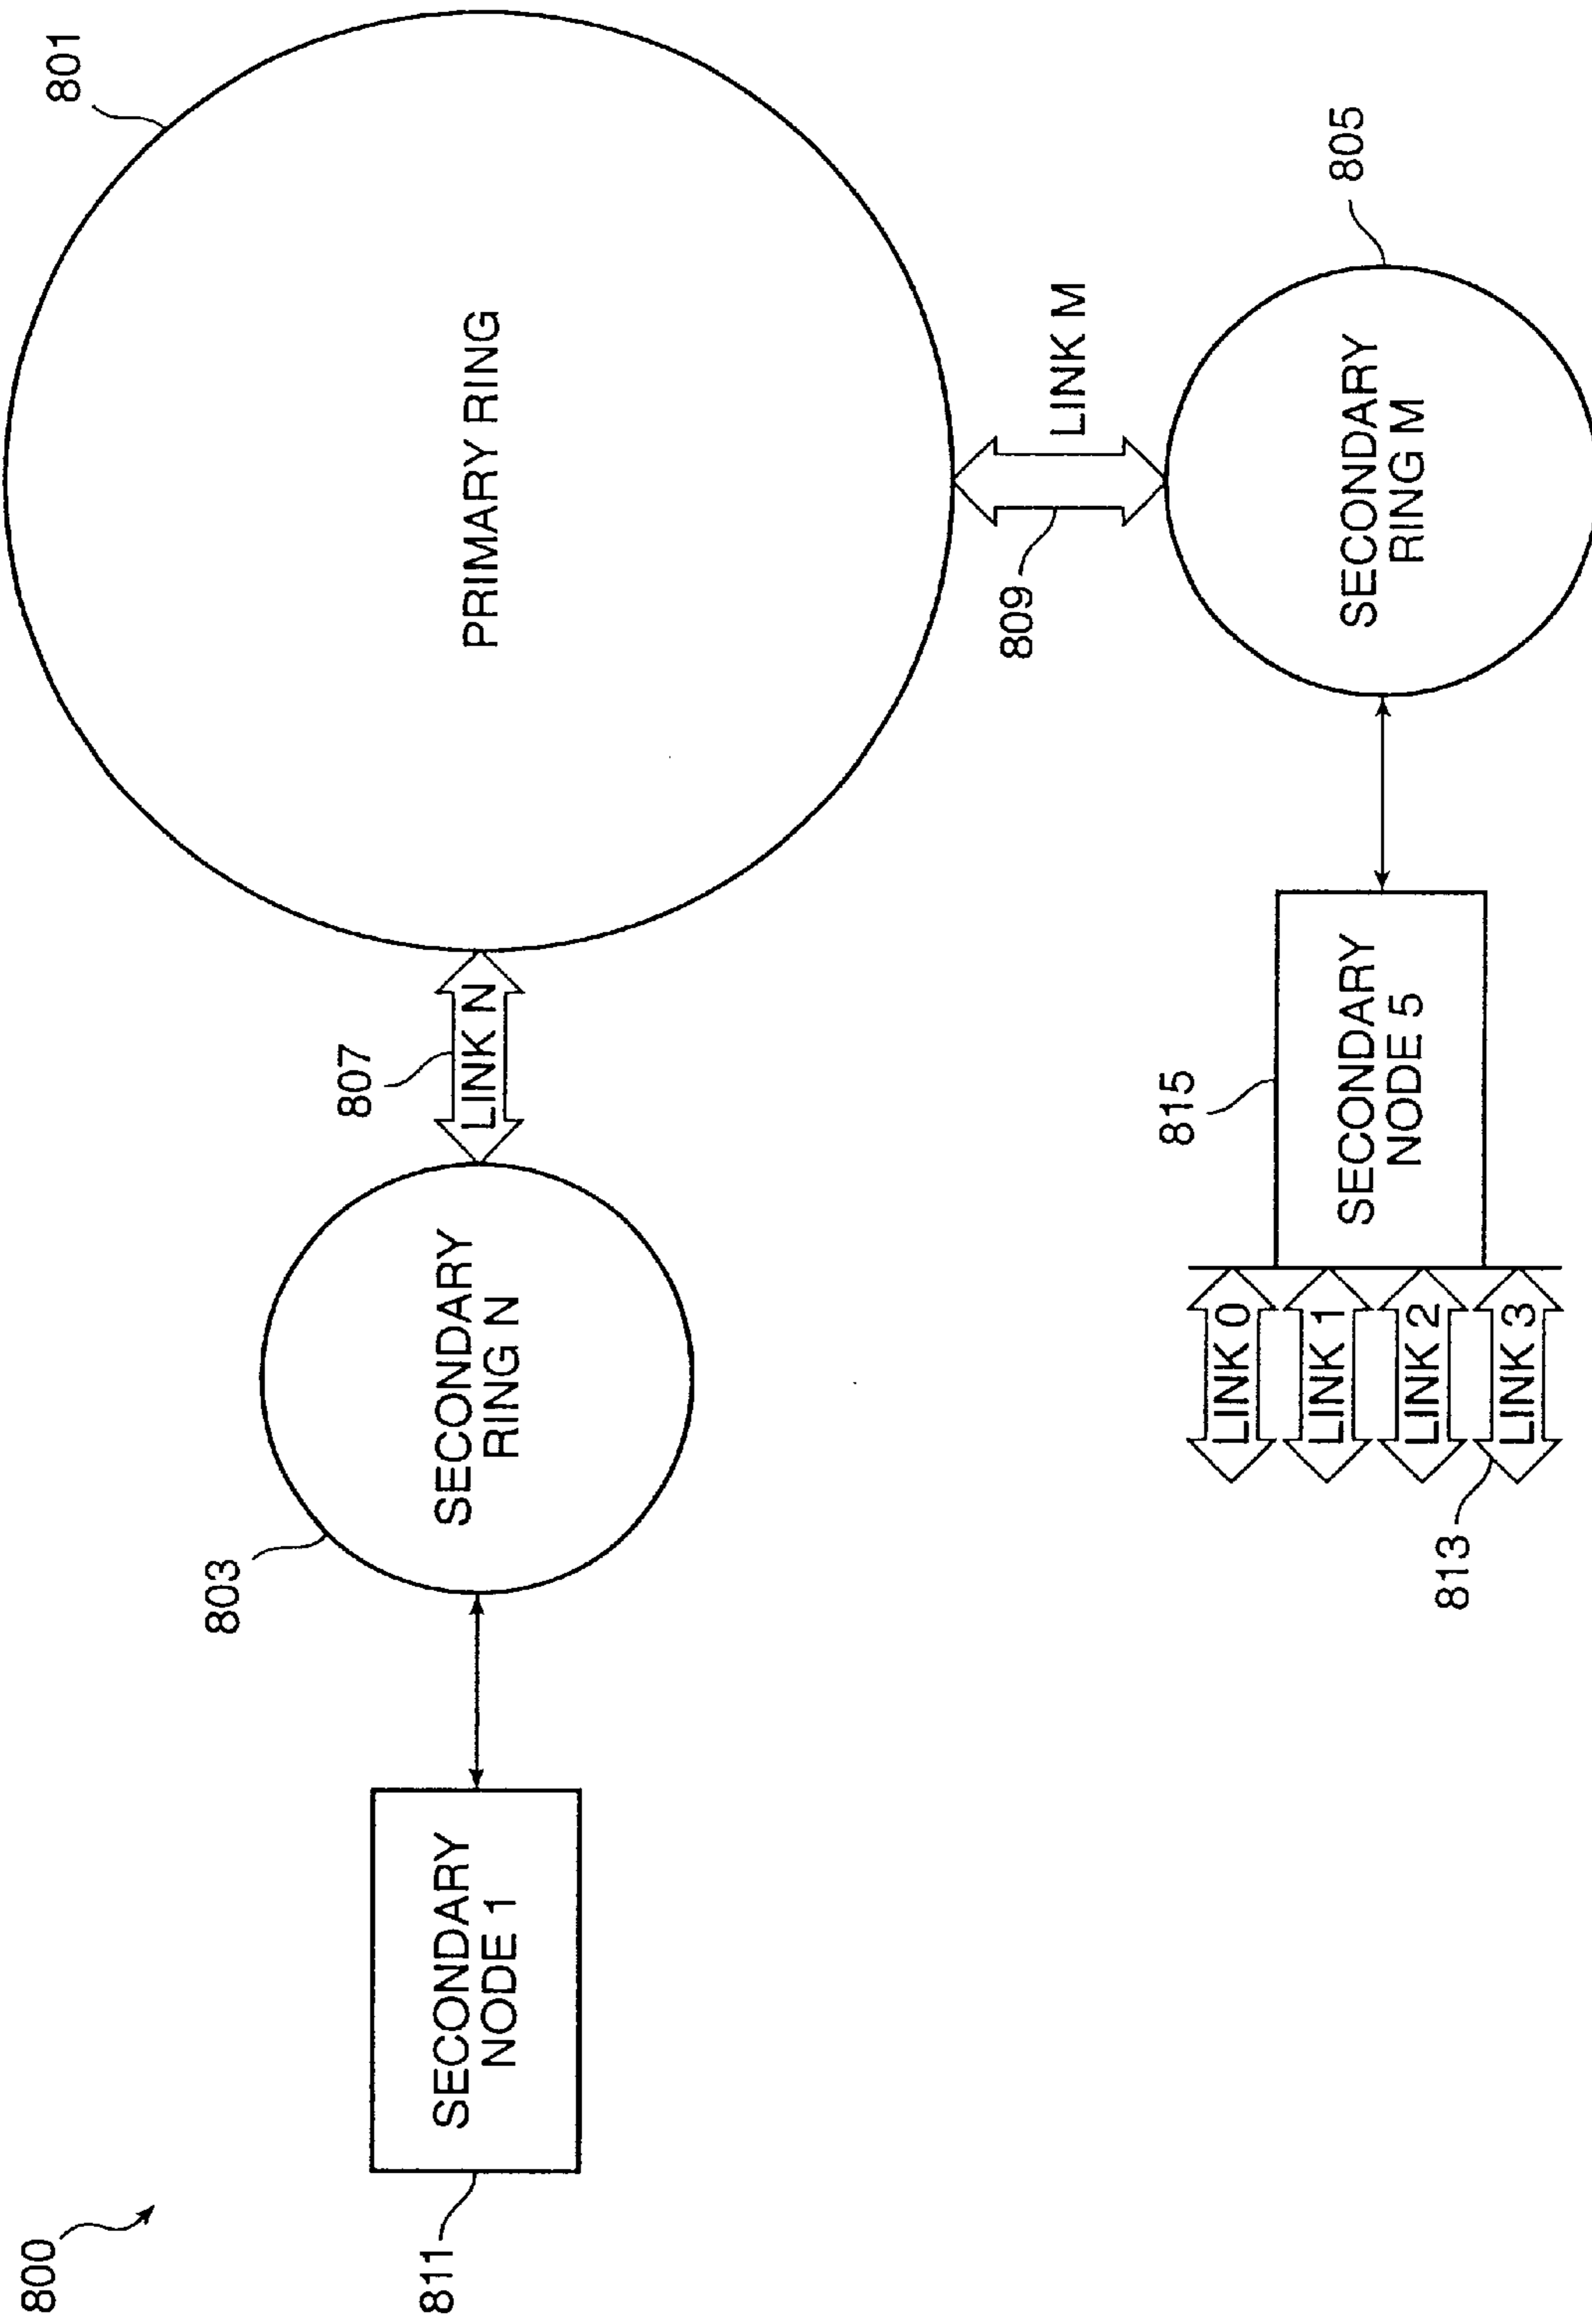 800
801
PRIMARY RING
803
SECONDARY
RING N
807
LINK N
811
SECONDARY
NODE 1
809
LINK M
805
SECONDARY
RING M
815
SECONDARY
NODE 5
LINK 0
LINK 1
LINK 2
LINK 3
813